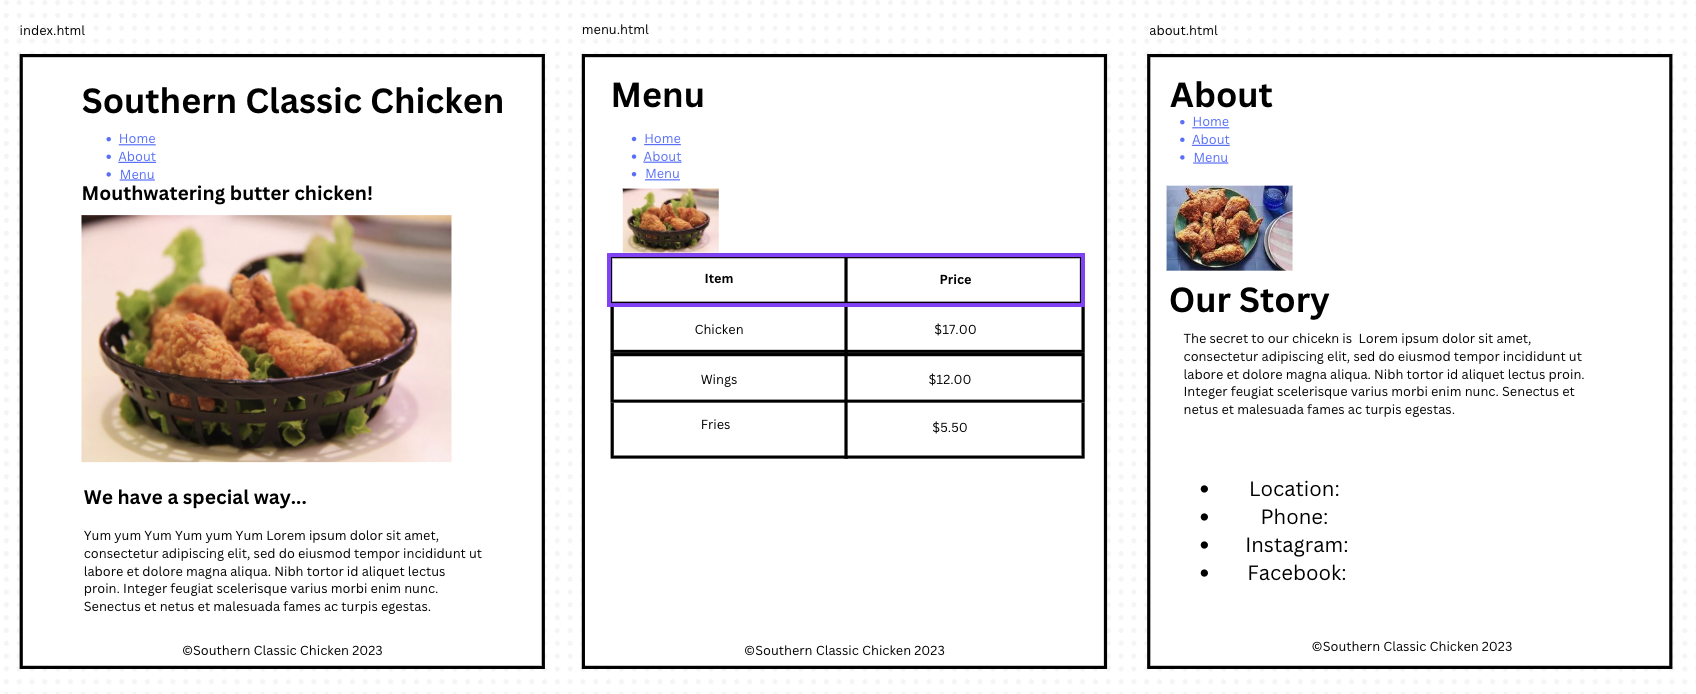 index.html
Southern Classic Chicken
Home
About
Menu
Mouthwatering butter chicken!
We have a special way...
Yum yum Yum Yum yum Yum Lorem ipsum dolor sit amet,
consectetur adipiscing elit, sed do eiusmod tempor incididunt ut
labore et dolore magna aliqua. Nibh tortor id aliquet lectus
proin. Integer feugiat scelerisque varius morbi enim nunc.
Senectus et netus et malesuada fames ac turpis egestas.
©Southern Classic Chicken 2023
menu.html
Menu
Home
About
Menu
Item Price
Chicken $17.00
Wings $12.00
Fries $5.50
©Southern Classic Chicken 2023
about.html
About
Home
About
Menu
Our Story
The secret to our chicekn is  Lorem ipsum dolor sit amet,
consectetur adipiscing elit, sed do eiusmod tempor incididunt ut
labore et dolore magna aliqua. Nibh tortor id aliquet lectus proin.
Integer feugiat scelerisque varius morbi enim nunc. Senectus et
netus et malesuada fames ac turpis egestas.
Location:
Phone:
Instagram:
Facebook:
©Southern Classic Chicken 2023